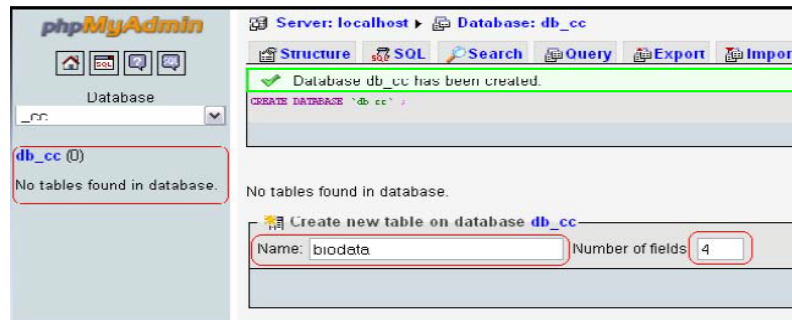 phpMyAdmin
Database
_cc
db_cc (0)
No tables found in database.
Server: localhost ▸ Database: db_cc
Structure SQL Search Query Export Impor
Database db_cc has been created.
CREATE DATABASE `db_cc` ;
No tables found in database.
Create new table on database db_cc
Name: biodata Number of fields: 4